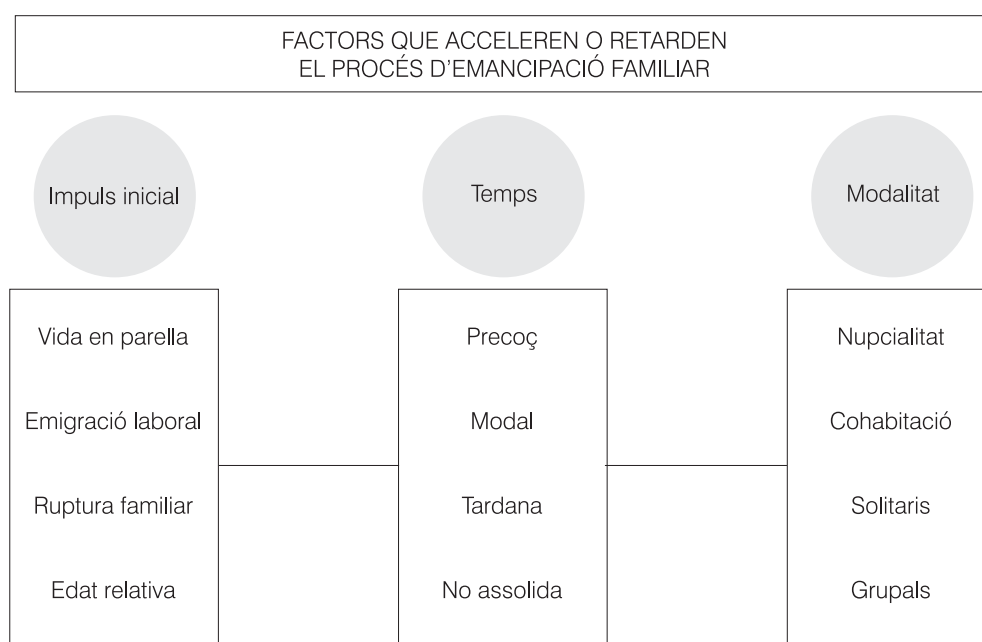 FACTORS QUE ACCELEREN O RETARDEN
EL PROCÉS D'EMANCIPACIÓ FAMILIAR
Impuls inicial
Temps
Modalitat
Vida en parella
Emigració laboral
Ruptura familiar
Edat relativa
Precoç
Modal
Tardana
No assolida
Nupcialitat
Cohabitació
Solitaris
Grupals